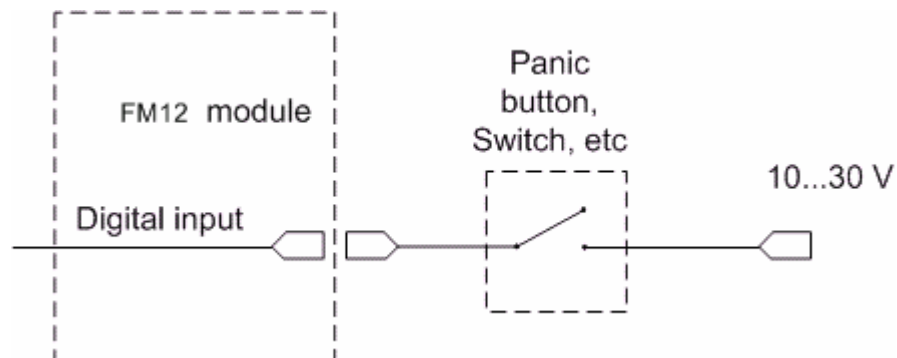 Panic
button,
Switch, etc
FM12 module
10...30 V
Digital input